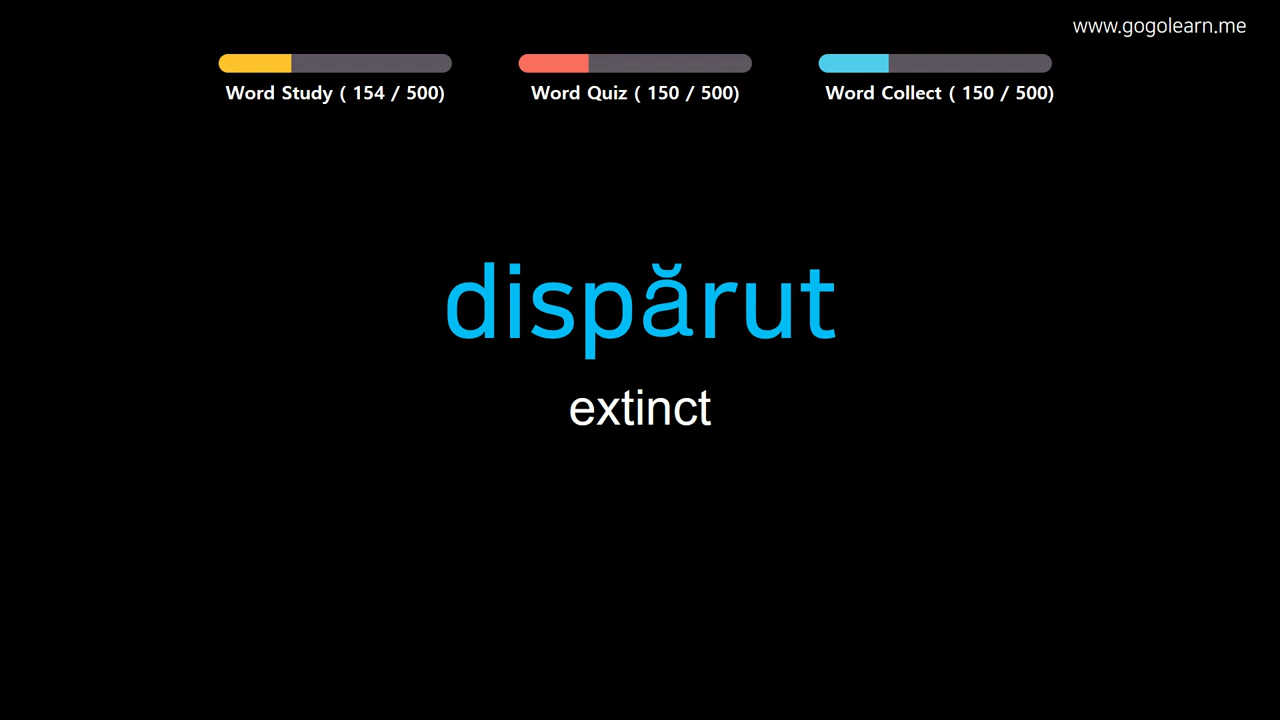 www.gogolearn.me
Word Study ( 154 / 500)
Word Quiz ( 150 / 500)
Word Collect ( 150 / 500)
dispărut
extinct